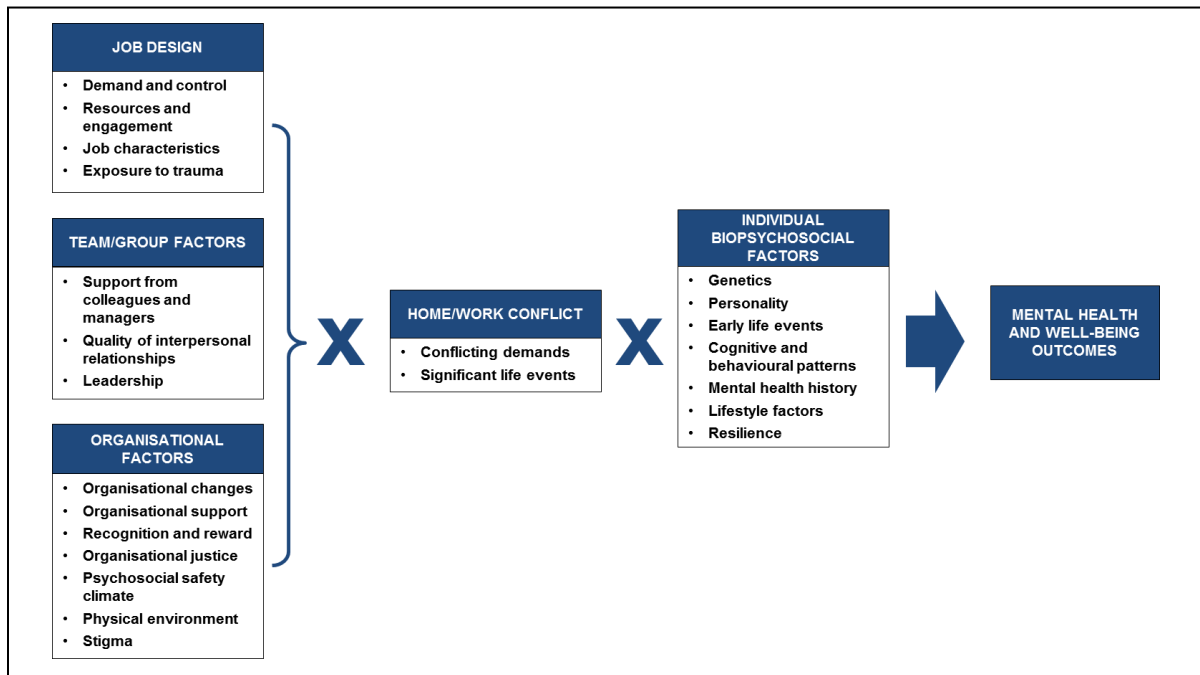 JOB DESIGN
• Demand and control
• Resources and
engagement
• Job characteristics
• Exposure to trauma
TEAM/GROUP FACTORS
• Support from
colleagues and
managers
• Quality of interpersonal
relationships
• Leadership
ORGANISATIONAL
FACTORS
• Organisational changes
• Organisational support
• Recognition and reward
• Organisational justice
• Psychosocial safety
climate
• Physical environment
• Stigma
X
HOME/WORK CONFLICT
• Conflicting demands
• Significant life events
X
INDIVIDUAL
BIOPSYCHOSOCIAL
FACTORS
• Genetics
• Personality
• Early life events
• Cognitive and
behavioural patterns
• Mental health history
• Lifestyle factors
• Resilience
MENTAL HEALTH
AND WELL-BEING
OUTCOMES